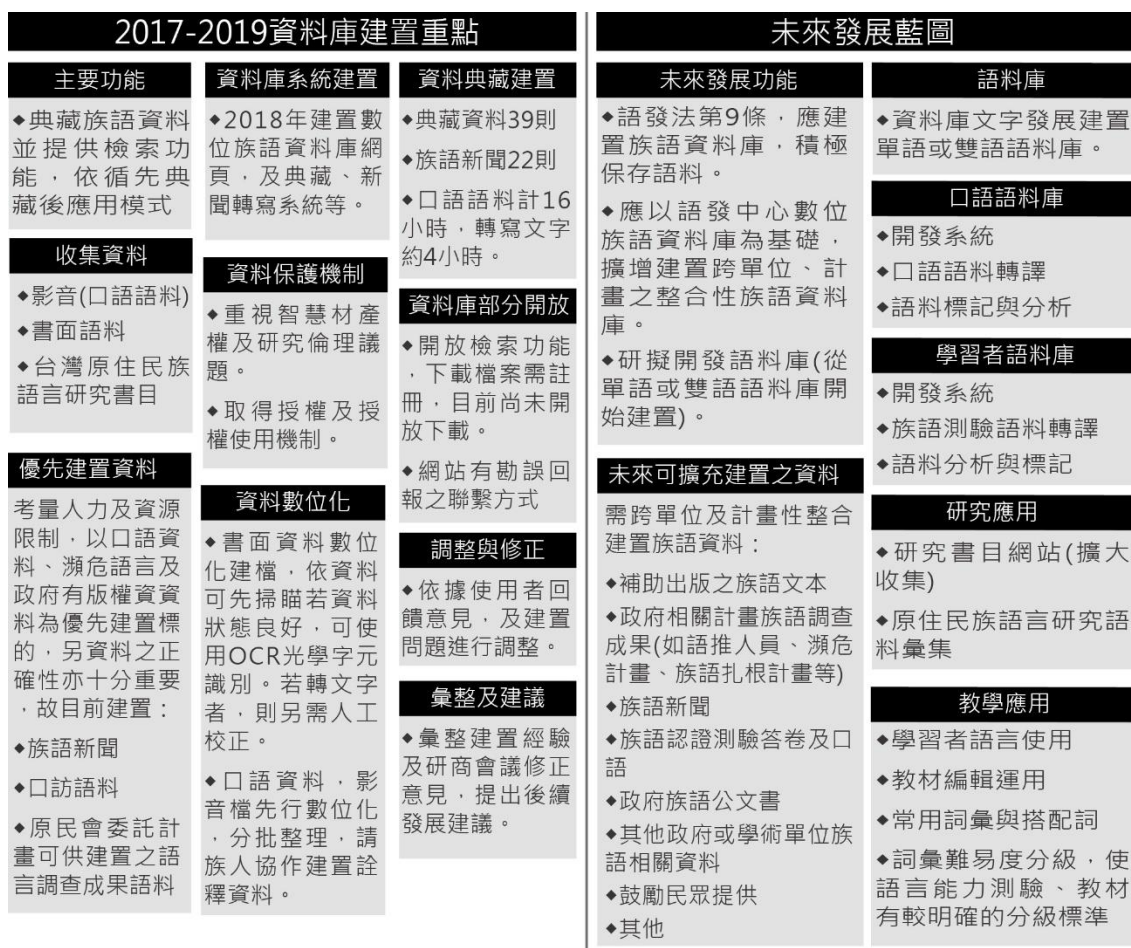 2017-2019資料庫建置重點
主要功能
◆典藏族語資料
並提供檢索功
能，依循先典
藏後應用模式
收集資料
◆影音(口語語料)
◆書面語料
◆台灣原住民族
語言研究書目
優先建置資料
考量人力及資源
限制，以口語資
料、瀕危語言及
政府有版權資資
料為優先建置標
的，另資料之正
確性亦十分重要
，故目前建置：
◆族語新聞
◆口訪語料
◆原民會委託計
畫可供建置之語
言調查成果語料
資料庫系統建置
◆2018年建置數
位族語資料庫網
頁，及典藏、新
聞轉寫系統等。
資料保護機制
◆重視智慧材產
權及研究倫理議
題。
◆取得授權及授
權使用機制。
資料數位化
◆書面資料數位
化建檔，依資料
可先掃瞄若資料
狀態良好，可使
用OCR光學字元
識別。若轉文字
者，則另需人工
校正。
◆口語資料，影
音檔先行數位化
，分批整理，請
族人協作建置詮
釋資料。
資料典藏建置
◆典藏資料39則
◆族語新聞22則
◆口語語料計16
小時，轉寫文字
約4小時。
資料庫部分開放
◆開放檢索功能
，下載檔案需註
冊，目前尚未開
放下載。
◆網站有勘誤回
報之聯繫方式
調整與修正
◆依據使用者回
饋意見，及建置
問題進行調整。
彙整及建議
◆彙整建置經驗
及研商會議修正
意見，提出後續
發展建議。
未來發展藍圖
未來發展功能
◆語發法第9條，應建
置族語資料庫，積極
保存語料。
◆應以語發中心數位
族語資料庫為基礎，
擴增建置跨單位、計
畫之整合性族語資料
庫。
◆研擬開發語料庫(從
單語或雙語語料庫開
始建置)。
未來可擴充建置之資料
需跨單位及計畫性整合
建置族語資料：
◆補助出版之族語文本
◆政府相關計畫族語調查
成果(如語推人員、瀕危
計畫、族語扎根計畫等)
◆族語新聞
◆族語認證測驗答卷及口
語
◆政府族語公文書
◆其他政府或學術單位族
語相關資料
◆鼓勵民眾提供
◆其他
語料庫
◆資料庫文字發展建置
單語或雙語語料庫。
口語語料庫
◆開發系統
◆口語語料轉譯
◆語料標記與分析
學習者語料庫
◆開發系統
◆族語測驗語料轉譯
◆語料分析與標記
研究應用
◆研究書目網站(擴大
收集)
◆原住民族語言研究語
料彙集
教學應用
◆學習者語言使用
◆教材編輯運用
◆常用詞彙與搭配詞
◆詞彙難易度分級，使
語言能力測驗、教材
有較明確的分級標準